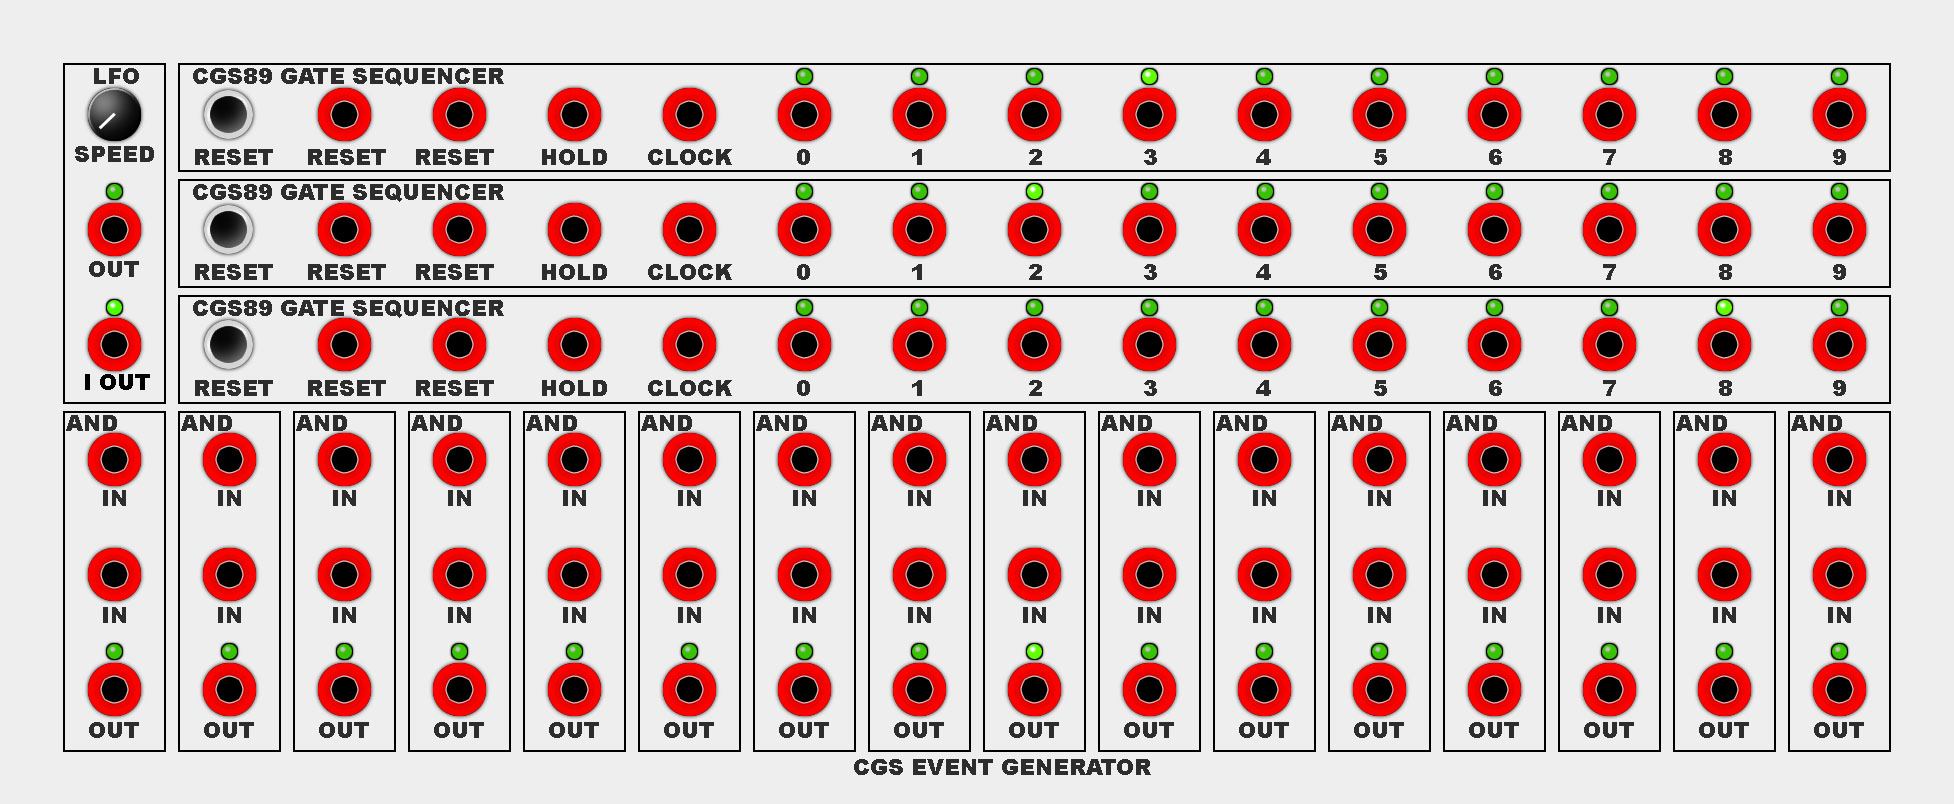 LFO
SPEED
OUT
I OUT
CGS89 GATE SEQUENCER
RESET RESET RESET HOLD CLOCK 0 1 2 3 4 5 6 7 8 9
CGS89 GATE SEQUENCER
RESET RESET RESET HOLD CLOCK 0 1 2 3 4 5 6 7 8 9
CGS89 GATE SEQUENCER
RESET RESET RESET HOLD CLOCK 0 1 2 3 4 5 6 7 8 9
AND AND AND AND AND AND AND AND AND AND AND AND AND AND AND AND
IN IN IN IN IN IN IN IN IN IN IN IN IN IN IN IN
IN IN IN IN IN IN IN IN IN IN IN IN IN IN IN IN
OUT OUT OUT OUT OUT OUT OUT OUT OUT OUT OUT OUT OUT OUT OUT OUT
CGS EVENT GENERATOR